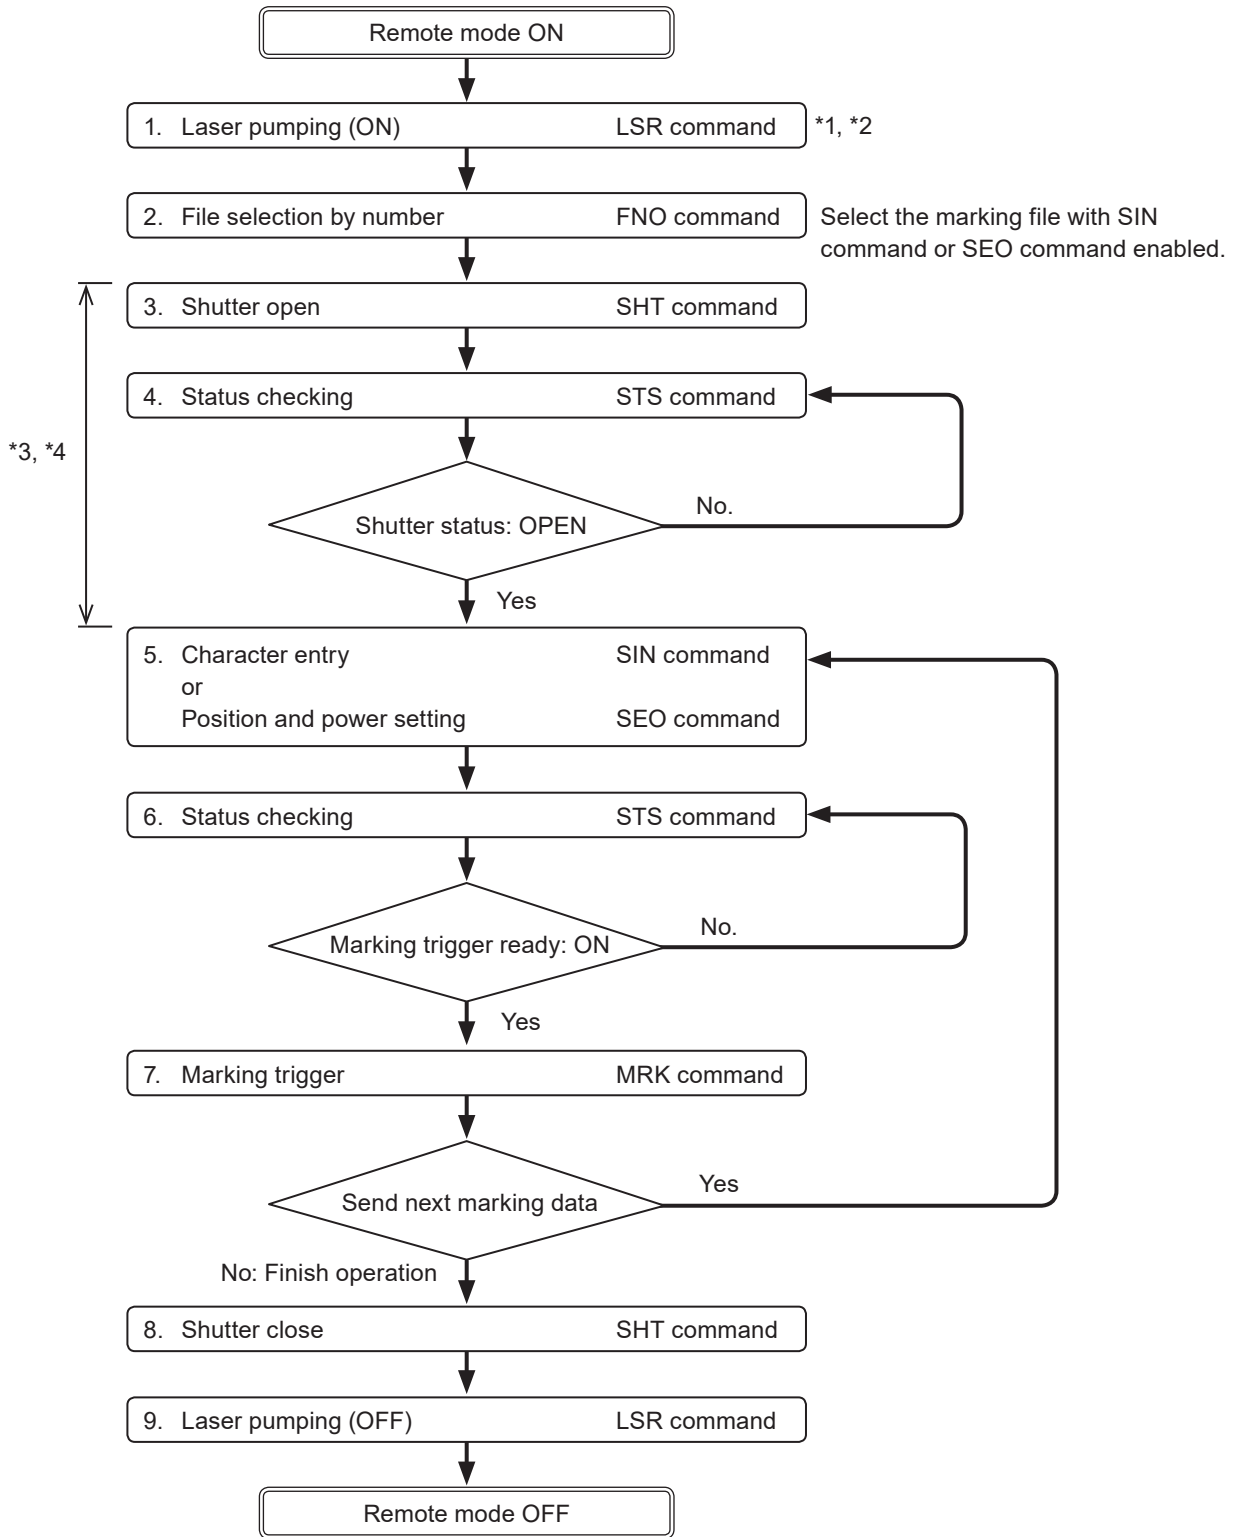 Remote mode ON
1. Laser pumping (ON) LSR command *1, *2
2. File selection by number FNO command Select the marking file with SIN
command or SEO command enabled.
3. Shutter open SHT command
4. Status checking STS command
*3, *4
No.
Shutter status: OPEN
Yes
5. Character entry SIN command
or
Position and power setting SEO command
6. Status checking STS command
No.
Marking trigger ready: ON
Yes
7. Marking trigger MRK command
Yes
Send next marking data
No: Finish operation
8. Shutter close SHT command
9. Laser pumping (OFF) LSR command
Remote mode OFF